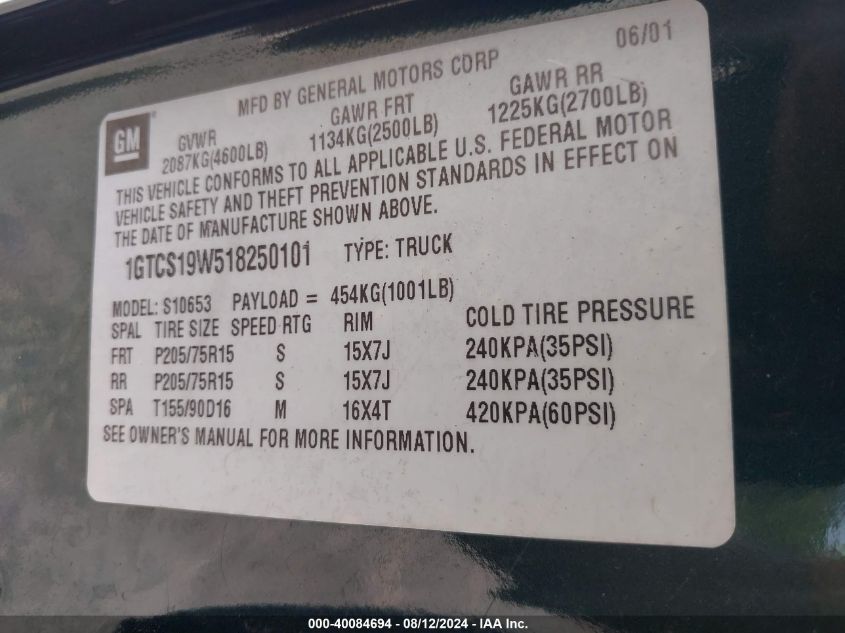 06/01
MFD BY GENERAL MOTORS CORP
GM
GVWR GAWR FRT GAWR RR
2087KG(4600LB) 1134KG(2500LB) 1225KG(2700LB)
THIS VEHICLE CONFORMS TO ALL APPLICABLE U.S. FEDERAL MOTOR
VEHICLE SAFETY AND THEFT PREVENTION STANDARDS IN EFFECT ON
THE DATE OF MANUFACTURE SHOWN ABOVE.
1GTCS19W518250101 TYPE: TRUCK
MODEL: S10653 PAYLOAD = 454KG(1001LB)
SPAL TIRE SIZE SPEED RTG RIM COLD TIRE PRESSURE
FRT P205/75R15 S 15X7J 240KPA(35PSI)
RR P205/75R15 S 15X7J 240KPA(35PSI)
SPA T155/90D16 M 16X4T 420KPA(60PSI)
SEE OWNER'S MANUAL FOR MORE INFORMATION.
000-40084694 - 08/12/2024 - IAA Inc.